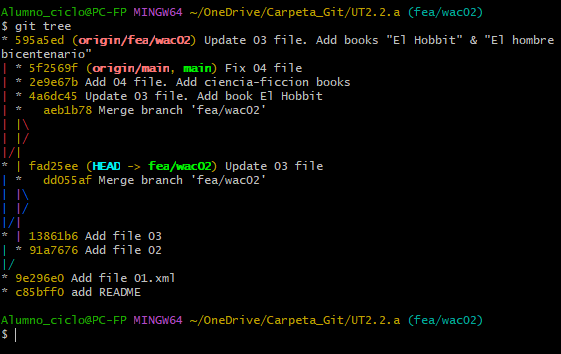 Alumno_ciclo@PC-FP MINGW64 ~/OneDrive/Carpeta_Git/UT2.2.a (fea/wac02)
$ git tree
* 595a5ed (origin/fea/wac02) Update 03 file. Add books "El Hobbit" & "El hombre
bicentenario"
| * 5f2569f (origin/main, main) Fix 04 file
| * 2e9e67b Add 04 file. Add ciencia-ficcion books
| * 4a6dc45 Update 03 file. Add book El Hobbit
| *   aeb1b78 Merge branch 'fea/wac02'
| |\
| |/
|/|
* | fad25ee (HEAD -> fea/wac02) Update 03 file
| *   dd055af Merge branch 'fea/wac02'
| |\
| |/
|/|
* | 13861b6 Add file 03
| * 91a7676 Add file 02
|/
* 9e296e0 Add file 01.xml
* c85bff0 add README
Alumno_ciclo@PC-FP MINGW64 ~/OneDrive/Carpeta_Git/UT2.2.a (fea/wac02)
$